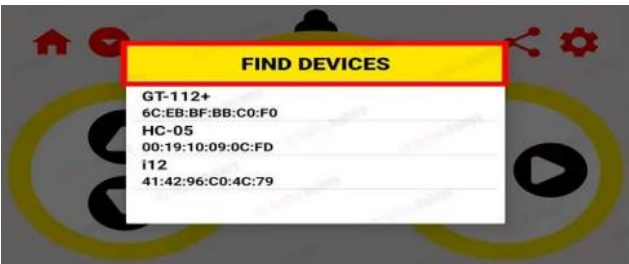 FIND DEVICES
GT-112+
6C:EB:BF:BB:C0:F0
HC-05
00:19:10:09:0C:FD
i12
41:42:96:C0:4C:79